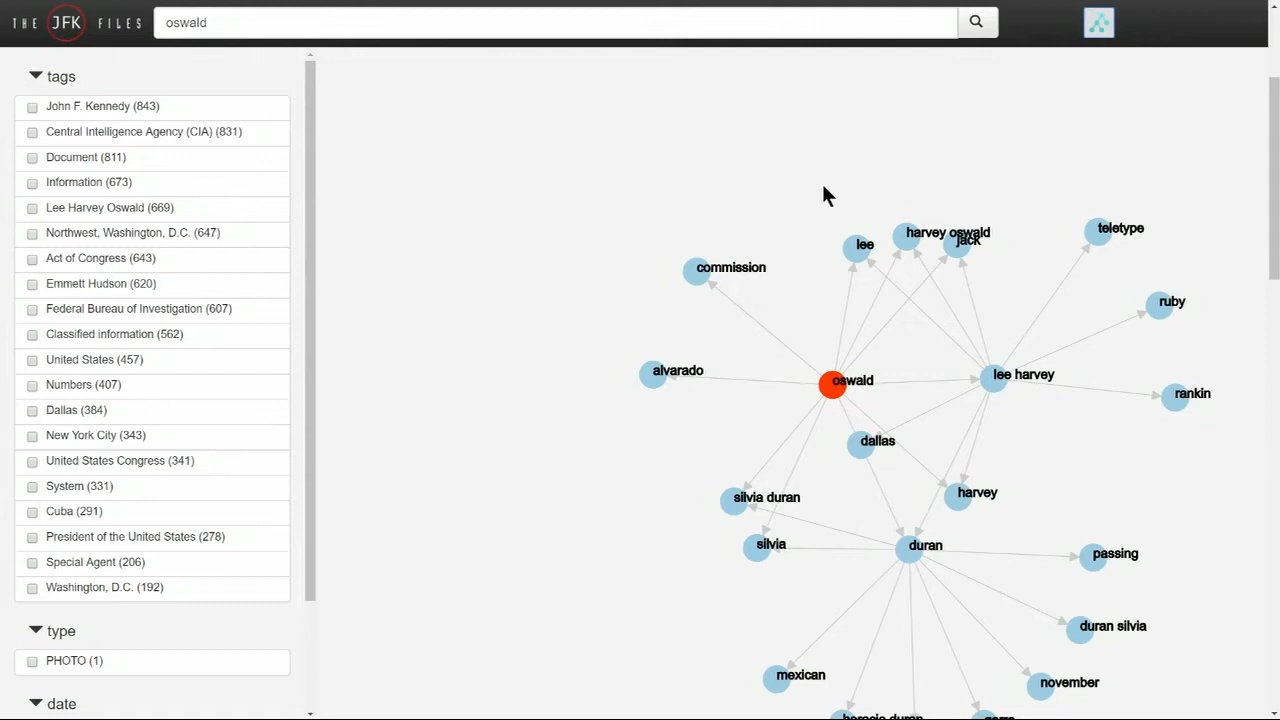 THE JFK FILES
oswald
tags
John F. Kennedy (843)
Central Intelligence Agency (CIA) (831)
Document (811)
Information (673)
Lee Harvey Oswald (669)
Northwest, Washington, D.C. (647)
Act of Congress (643)
Emmett Hudson (620)
Federal Bureau of Investigation (607)
Classified information (562)
United States (457)
Numbers (407)
Dallas (384)
New York City (343)
United States Congress (341)
System (331)
Cuba (291)
President of the United States (278)
Special Agent (206)
Washington, D.C. (192)
type
PHOTO (1)
date
teletype
harvey oswald
jack
lee
commission
ruby
alvarado
oswald
lee harvey
rankin
dallas
silvia duran
harvey
silvia
duran
passing
duran silvia
mexican
november
horacio duran